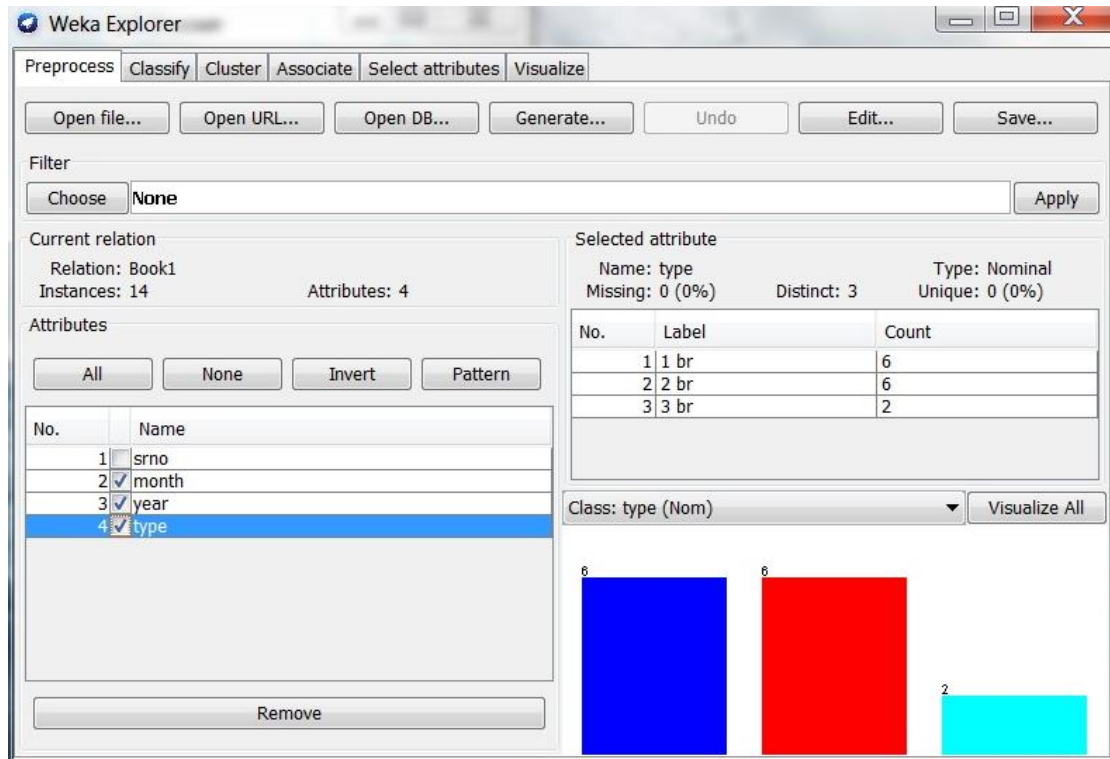 Weka Explorer
Preprocess Classify Cluster Associate Select attributes Visualize
Open file... Open URL... Open DB... Generate... Undo Edit... Save...
Filter
Choose None Apply
Current relation
Relation: Book1
Instances: 14 Attributes: 4
Attributes
All None Invert Pattern
No. Name
1 srno
2 month
3 year
4 type
Remove
Selected attribute
Name: type Type: Nominal
Missing: 0 (0%) Distinct: 3 Unique: 0 (0%)
No. Label Count
1 1 br 6
2 2 br 6
3 3 br 2
Class: type (Nom) Visualize All
6 6 2